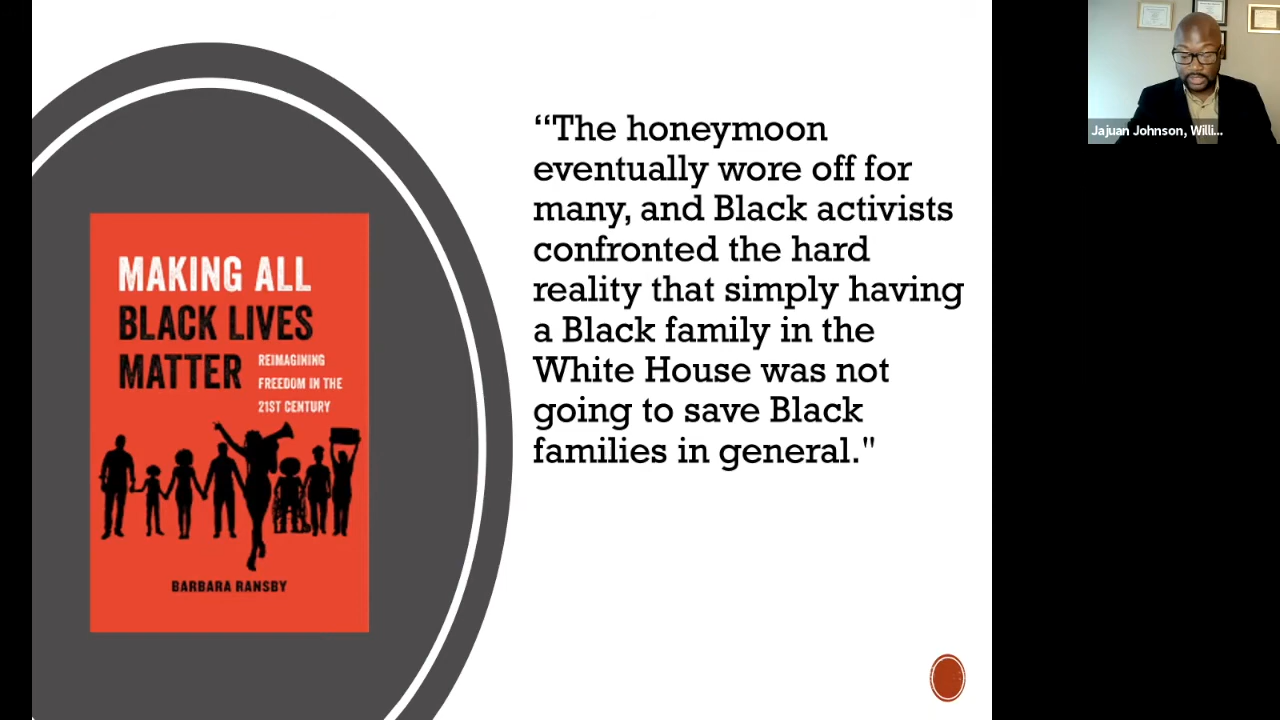 MAKING ALL
BLACK LIVES
MATTER
REIMAGINING
FREEDOM IN THE
21ST CENTURY
BARBARA RANSBY
“The honeymoon
eventually wore off for
many, and Black activists
confronted the hard
reality that simply having
a Black family in the
White House was not
going to save Black
families in general."
Jajuan Johnson, Willi...